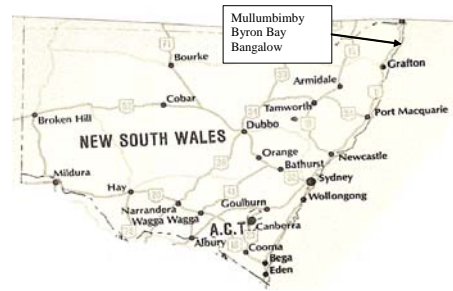 Mullumbimby
Byron Bay
Bangalow
Bourke
Grafton
Armidale
Cobar
Tamworth
Broken Hill
Port Macquarie
Dubbo
NEW SOUTH WALES
Orange
Newcastle
Bathurst
Mildura
Sydney
Hay
Wollongong
Narrandera
Goulburn
Wagga Wagga
A.C.T
Canberra
Albury
Cooma
Bega
Eden